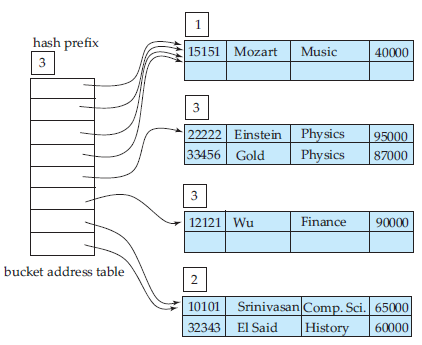 hash prefix
3
bucket address table
1
15151 Mozart Music 40000
3
22222 Einstein Physics 95000
33456 Gold Physics 87000
3
12121 Wu Finance 90000
2
10101 Srinivasan Comp. Sci. 65000
32343 El Said History 60000